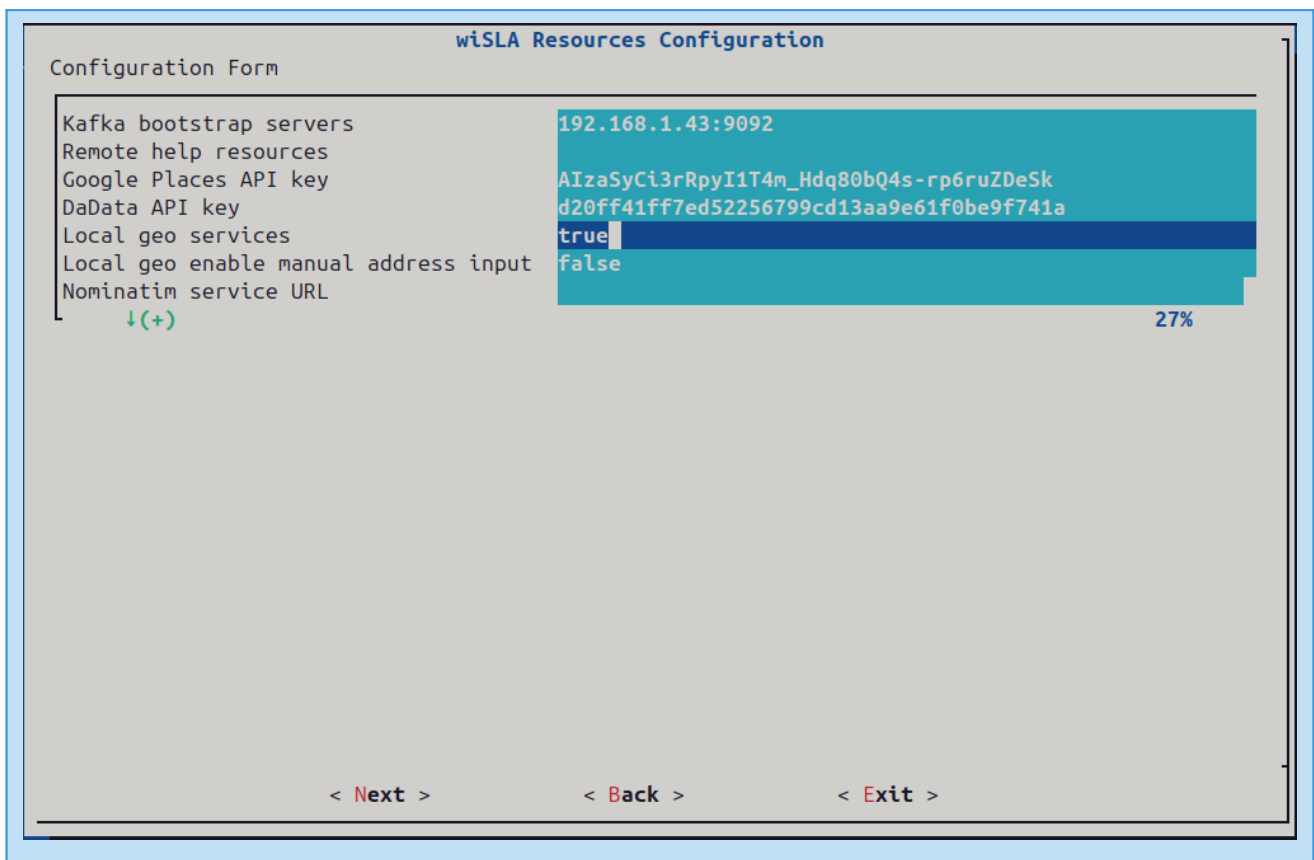 wiSLA Resources Configuration
Configuration Form
Kafka bootstrap servers 192.168.1.43:9092
Remote help resources
Google Places API key AIzaSyCi3rRpyI1T4m_Hdq80bQ4s-rp6ruZDeSk
DaData API key d20ff41ff7ed52256799cd13aa9e61f0be9f741a
Local geo services true
Local geo enable manual address input false
Nominatim service URL
↓(+) 27%
< Next > < Back > < Exit >